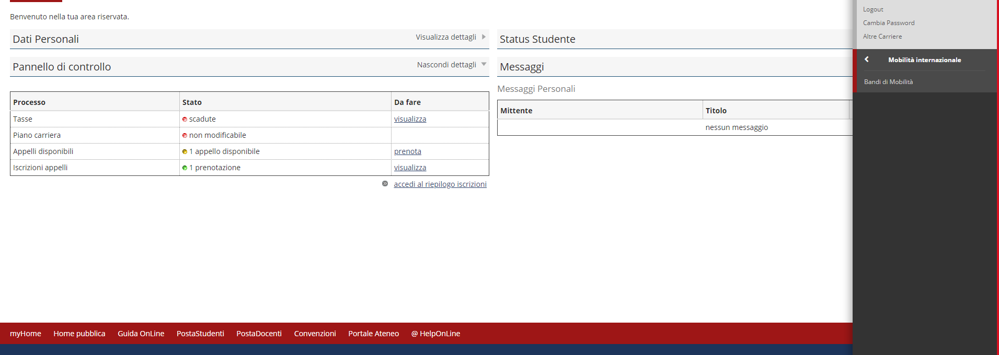 Benvenuto nella tua area riservata.
Dati Personali
Visualizza dettagli
Pannello di controllo
Nascondi dettagli
Processo Stato Da fare
Tasse scadute visualizza
Piano carriera non modificabile
Appelli disponibili 1 appello disponibile prenota
Iscrizioni appelli 1 prenotazione visualizza
accedi al riepilogo iscrizioni
Status Studente
Messaggi
Messaggi Personali
Mittente Titolo
nessun messaggio
Logout
Cambia Password
Altre Carriere
Mobilità internazionale
Bandi di Mobilità
myHome Home pubblica Guida OnLine PostaStudenti PostaDocenti Convenzioni Portale Ateneo @ HelpOnLine